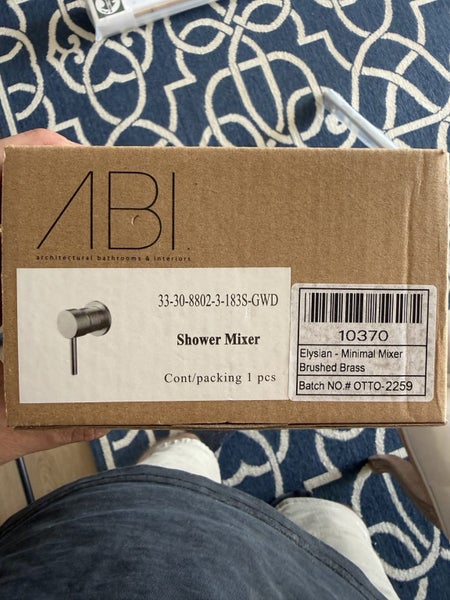 ABI.
architectural bathrooms & interiors
33-30-8802-3-183S-GWD
Shower Mixer
Cont/packing 1 pcs
10370
Elysian - Minimal Mixer
Brushed Brass
Batch NO.# OTTO-2259